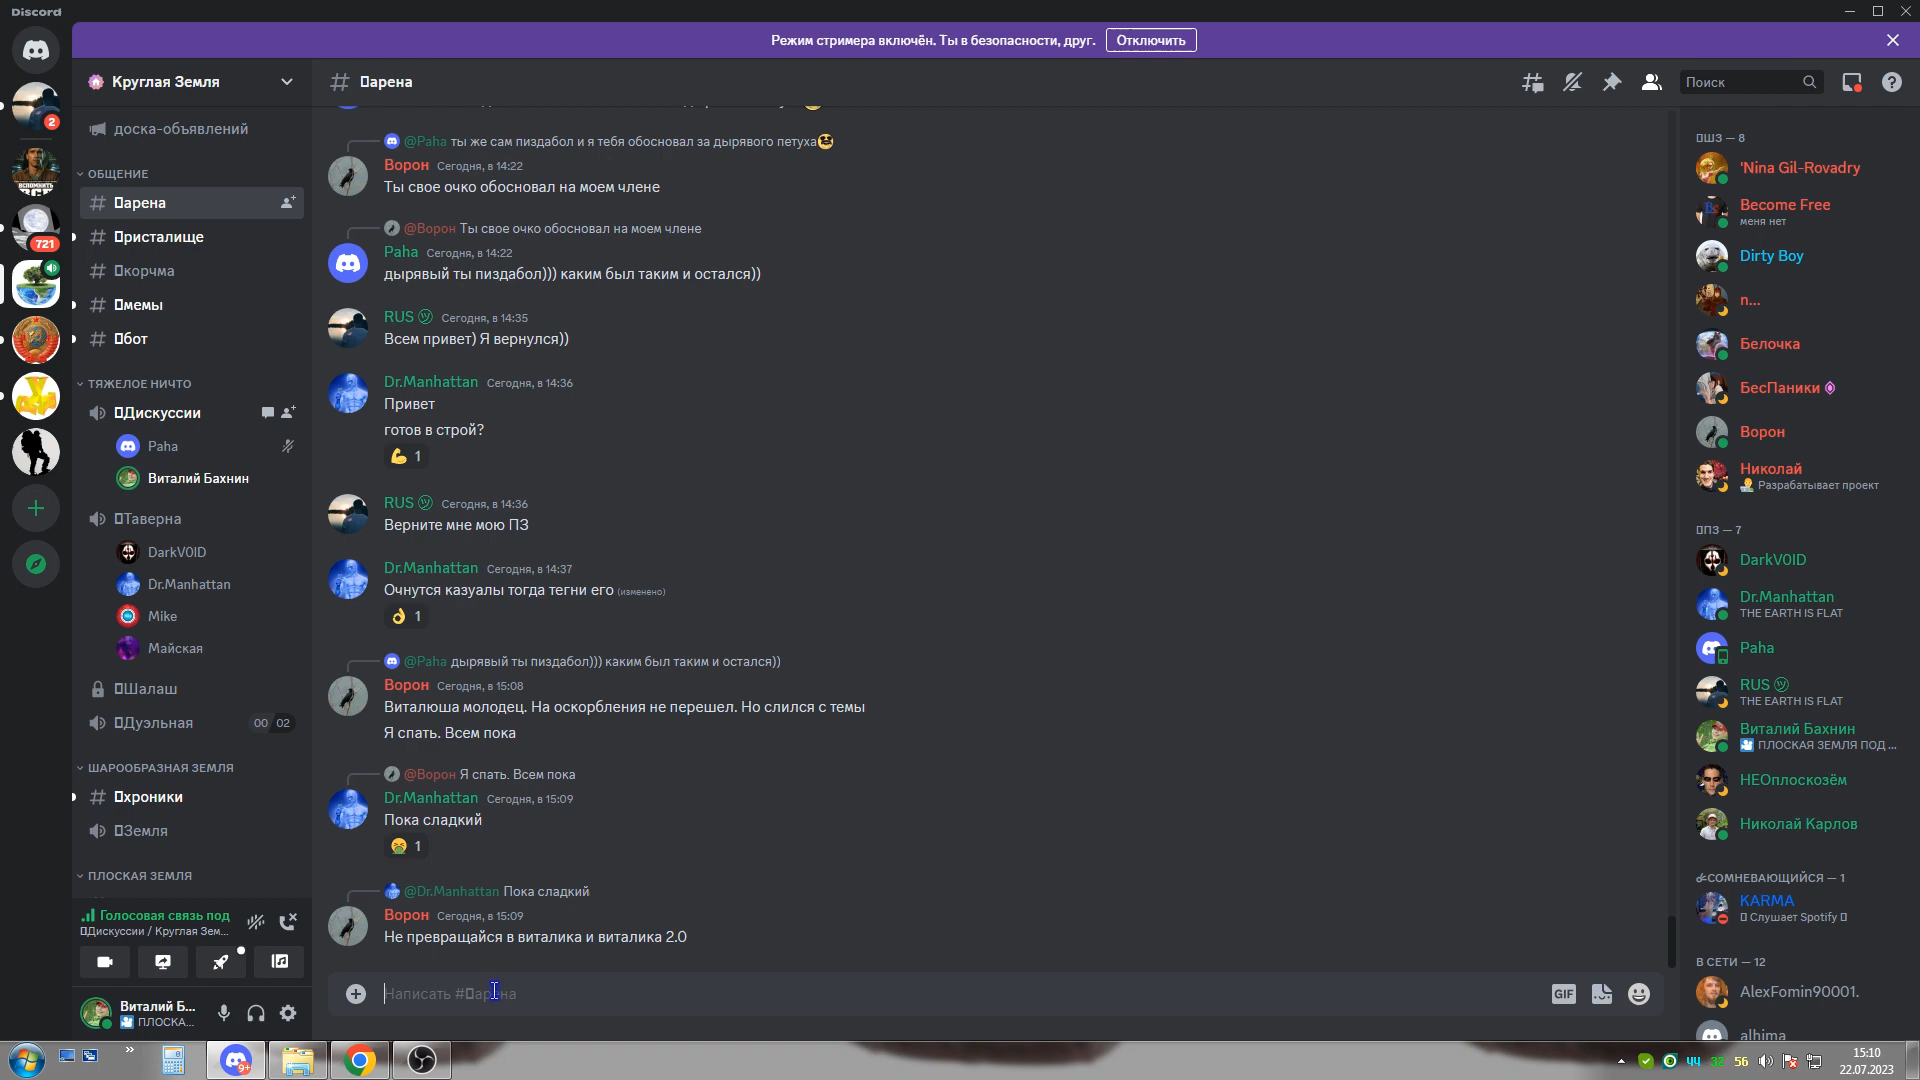 Discord
Режим стримера включён. Ты в безопасности, друг.
Отключить
Круглая Земля
арена
Поиск
доска-объявлений
ОБЩЕНИЕ
арена
присталище
корчма
мемы
бот
ТЯЖЕЛОЕ НИЧТО
Дискуссии
Paha
Виталий Бахнин
Таверна
DarkV0ID
Dr.Manhattan
Mike
Майская
Шалаш
Дуэльная 00 02
ШАРООБРАЗНАЯ ЗЕМЛЯ
хроники
Земля
ПЛОСКАЯ ЗЕМЛЯ
2
721
Голосовая связь под
Дискуссии / Круглая Зем...
Виталий Б...
ПЛОСКА...
@Paha ты же сам пиздабол и я тебя обосновал за дырявого петуха
Ворон Сегодня, в 14:22
Ты свое очко обосновал на моем члене
@Ворон Ты свое очко обосновал на моем члене
Paha Сегодня, в 14:22
дырявый ты пиздабол))) каким был таким и остался))
RUS Сегодня, в 14:35
Всем привет) Я вернулся))
Dr.Manhattan Сегодня, в 14:36
Привет
готов в строй?
1
RUS Сегодня, в 14:36
Верните мне мою ПЗ
Dr.Manhattan Сегодня, в 14:37
Очнутся казуалы тогда тегни его (изменено)
1
@Paha дырявый ты пиздабол))) каким был таким и остался))
Ворон Сегодня, в 15:08
Виталюша молодец. На оскорбления не перешел. Но слился с темы
Я спать. Всем пока
@Ворон Я спать. Всем пока
Dr.Manhattan Сегодня, в 15:09
Пока сладкий
1
@Dr.Manhattan Пока сладкий
Ворон Сегодня, в 15:09
Не превращайся в виталика и виталика 2.0
Написать #арена
GIF
ШЗ — 8
'Nina Gil-Rovadry
Become Free
меня нет
Dirty Boy
n...
Белочка
БесПаники
Ворон
Николай
Разрабатывает проект
ПЗ — 7
DarkV0ID
Dr.Manhattan
THE EARTH IS FLAT
Paha
RUS
THE EARTH IS FLAT
Виталий Бахнин
ПЛОСКАЯ ЗЕМЛЯ ПОД ...
НЕОплоскозём
Николай Карлов
СОМНЕВАЮЩИЙСЯ — 1
KARMA
Слушает Spotify
В СЕТИ — 12
AlexFomin90001.
alhima
9+
44
56
15:10
22.07.2023